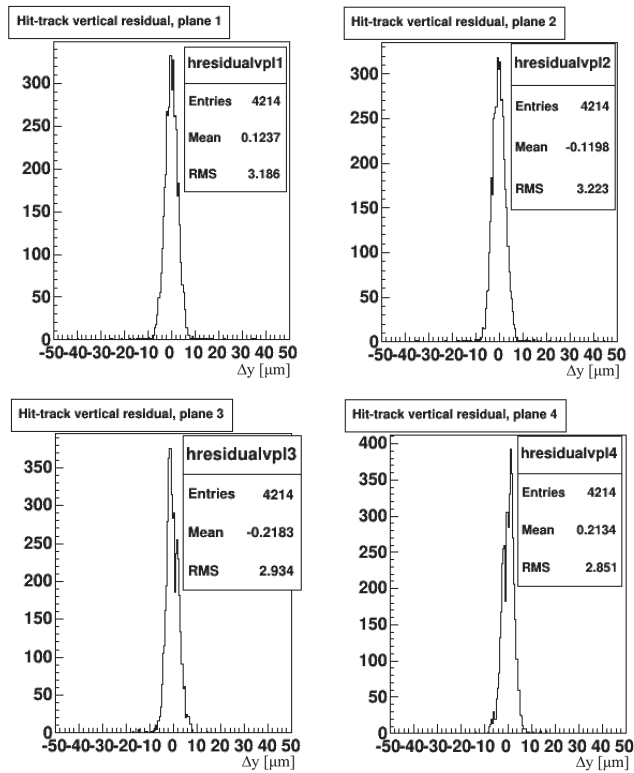 Hit-track vertical residual, plane 1
hresidualvpl1
Entries 4214
Mean 0.1237
RMS 3.186
300
250
200
150
100
50
0
-50-40-30-20-10 0 10 20 30 40 50
Δy [μm]
Hit-track vertical residual, plane 2
hresidualvpl2
Entries 4214
Mean -0.1198
RMS 3.223
300
250
200
150
100
50
0
-50-40-30-20-10 0 10 20 30 40 50
Δy [μm]
Hit-track vertical residual, plane 3
hresidualvpl3
Entries 4214
Mean -0.2183
RMS 2.934
350
300
250
200
150
100
50
0
-50-40-30-20-10 0 10 20 30 40 50
Δy [μm]
Hit-track vertical residual, plane 4
hresidualvpl4
Entries 4214
Mean 0.2134
RMS 2.851
400
350
300
250
200
150
100
50
0
-50-40-30-20-10 0 10 20 30 40 50
Δy [μm]